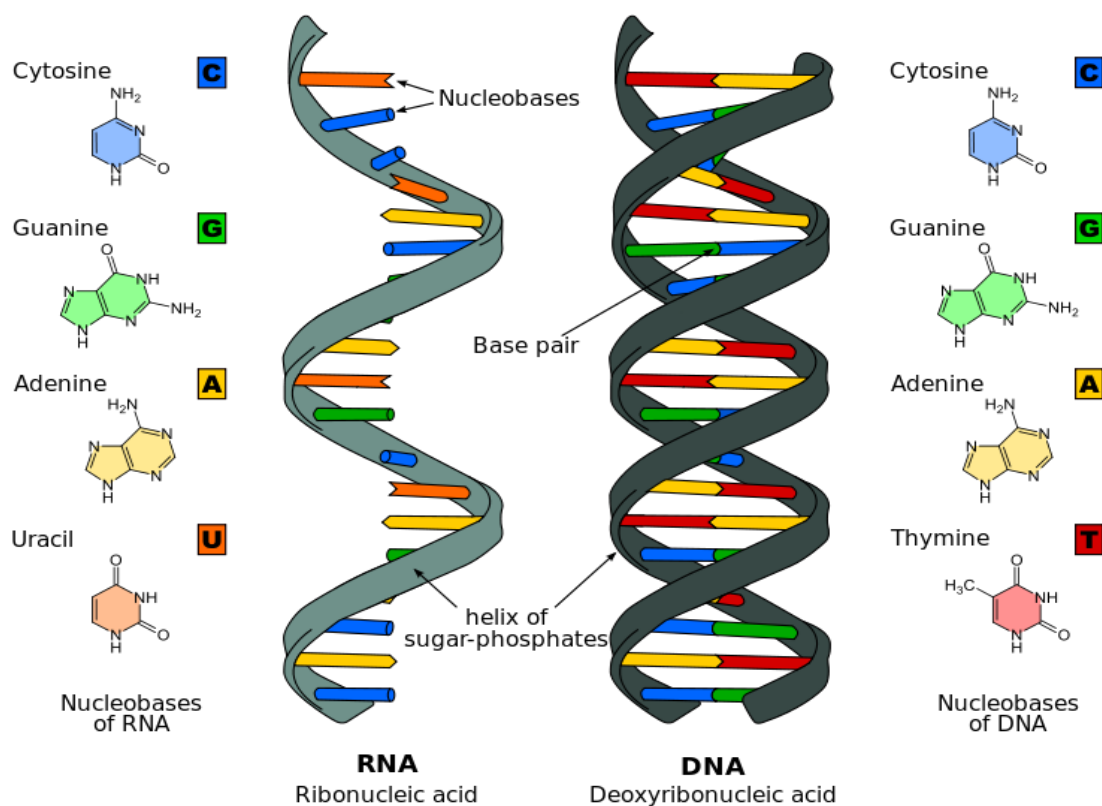 Cytosine
C
NH₂
N
N
H
O
Guanine
G
O
N
NH
N
H
N
NH₂
Adenine
A
H₂N
N
N
N
H
N
Uracil
U
O
NH
N
H
O
Nucleobases
of RNA
Nucleobases
Base pair
helix of
sugar-phosphates
RNA
Ribonucleic acid
DNA
Deoxyribonucleic acid
Cytosine
C
NH₂
N
N
H
O
Guanine
G
O
N
NH
N
H
N
NH₂
Adenine
A
H₂N
N
N
N
H
N
Thymine
T
O
H₃C
NH
N
H
O
Nucleobases
of DNA